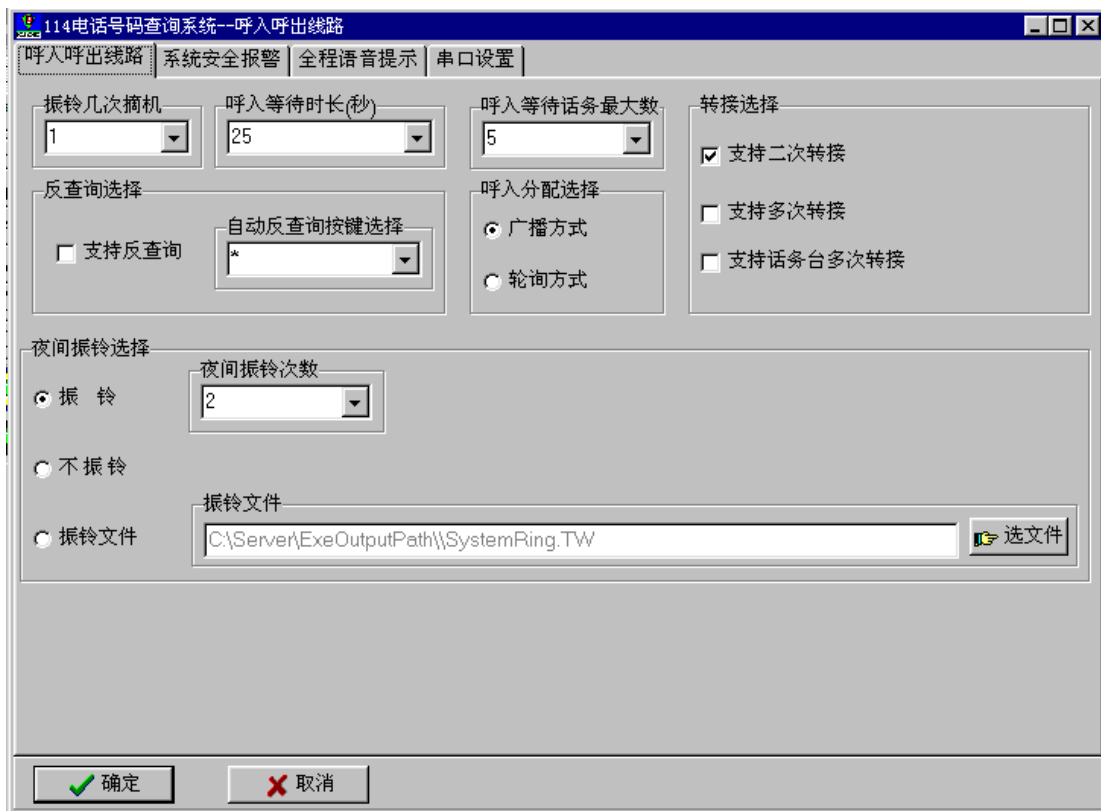 114电话号码查询系统--呼入呼出线路
呼入呼出线路 系统安全报警 全程语音提示 串口设置
振铃几次摘机 呼入等待时长(秒) 呼入等待话务最大数 转接选择
1 25 5
支持二次转接
反查询选择 呼入分配选择
支持多次转接
自动反查询按键选择 广播方式
支持反查询 * 支持话务台多次转接
轮询方式
夜间振铃选择
夜间振铃次数
振 铃 2
不振铃
振铃文件
振铃文件 C:\Server\ExeOutputPath\\SystemRing.TW 选文件
确定 取消